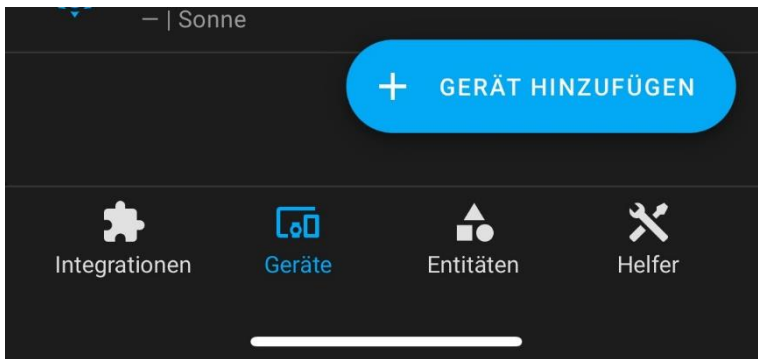 – | Sonne
+ GERÄT HINZUFÜGEN
Integrationen
Geräte
Entitäten
Helfer